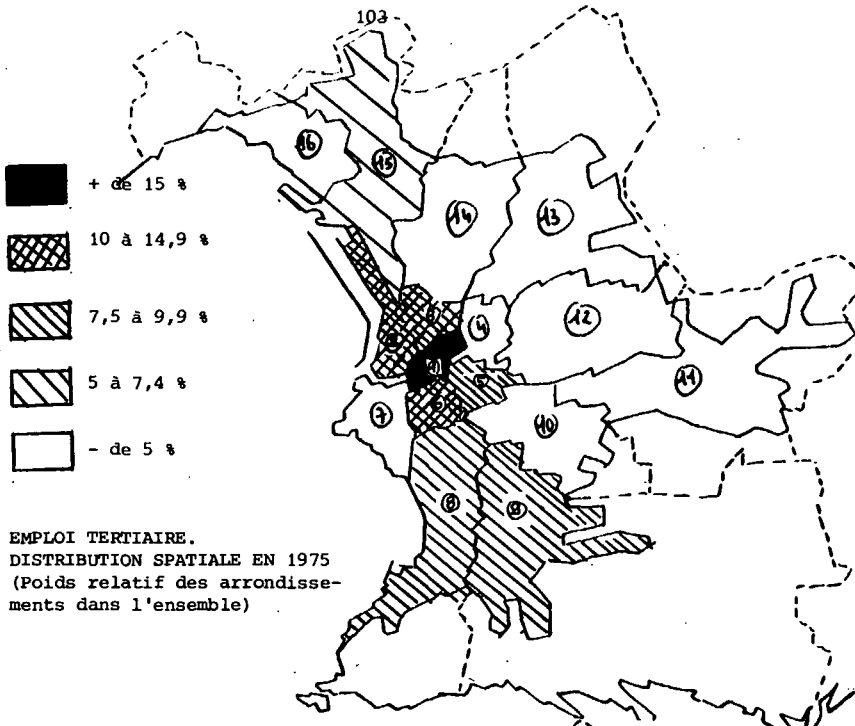 103
+ de 15 %
10 à 14,9 %
7,5 à 9,9 %
5 à 7,4 %
- de 5 %
EMPLOI TERTIAIRE.
DISTRIBUTION SPATIALE EN 1975
(Poids relatif des arrondisse-
ments dans l'ensemble)
16
15
14
13
4
12
1
5
11
7
6
10
8
9